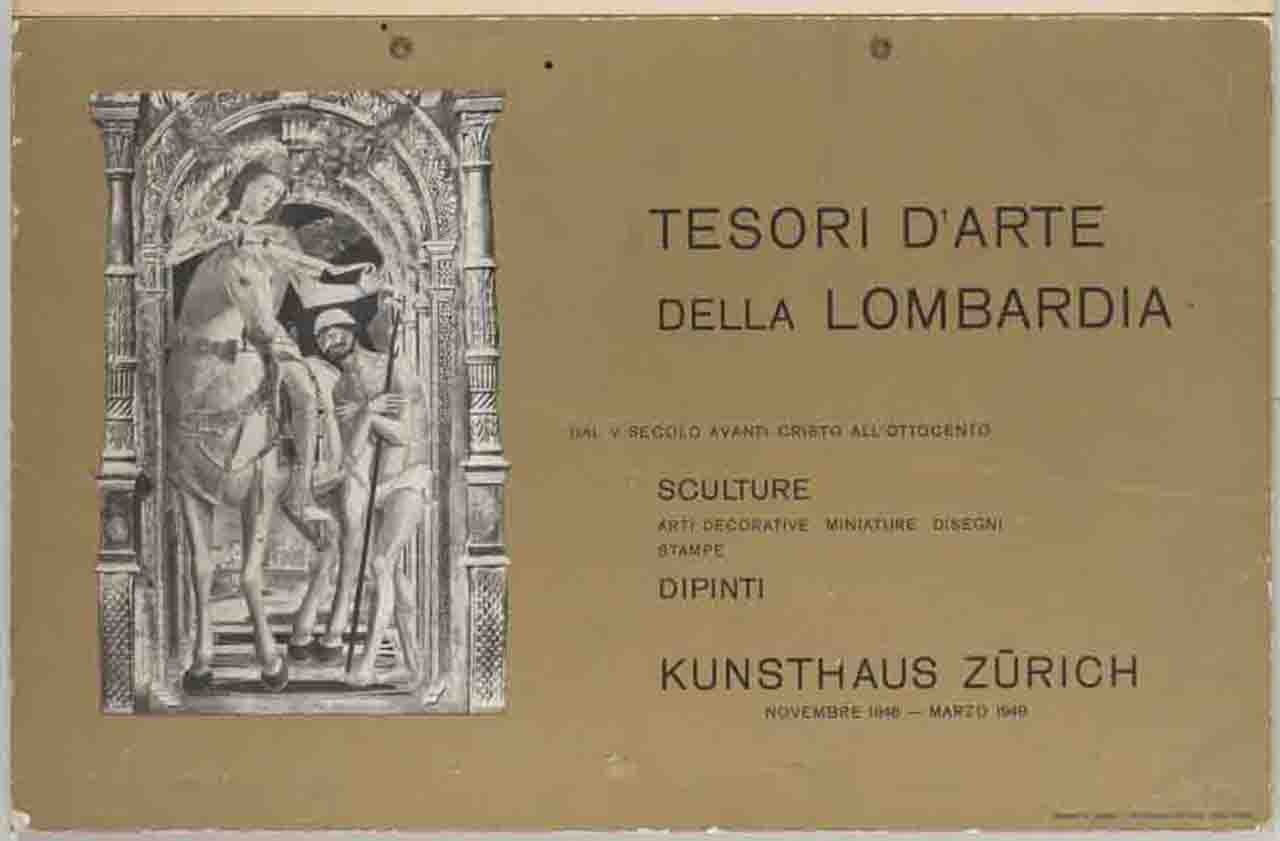 TESORI D'ARTE
DELLA LOMBARDIA
DAL V SECOLO AVANTI CRISTO ALL'OTTOCENTO
SCULTURE
ARTI DECORATIVE MINIATURE DISEGNI
STAMPE
DIPINTI
KUNSTHAUS ZŪRICH
NOVEMBRE 1948 — MARZO 1949